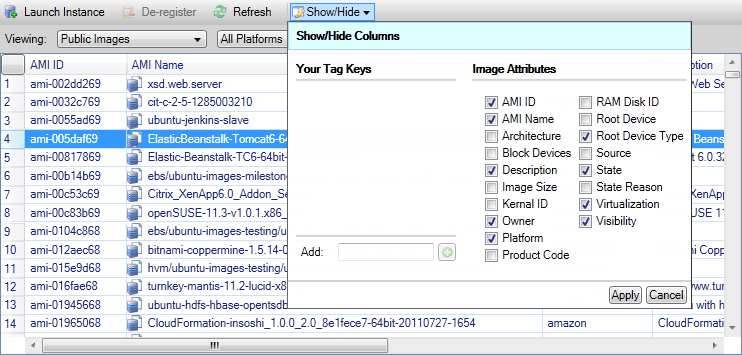 Launch Instance De-register Refresh Show/Hide
Viewing: Public Images All Platforms
Show/Hide Columns
Your Tag Keys Image Attributes
AMI ID RAM Disk ID
AMI Name Root Device
Architecture Root Device Type
Block Devices Source
Description State
Image Size State Reason
Kernal ID Virtualization
Owner Visibility
Platform
Product Code
Add:
Apply Cancel
AMI ID AMI Name ption
1 ami-002dd269 xsd.web.server Web Se
2 ami-0032c769 cit-c-2-5-1285003210
3 ami-0055ad69 ubuntu-jenkins-slave
4 ami-005daf69 ElasticBeanstalk-Tomcat6-64- Beans
5 ami-00817869 Elastic-Beanstalk-TC6-64bit- t 6.0.32
6 ami-00b14b69 ebs/ubuntu-images-mileston
7 ami-00c53c69 Citrix_XenApp6.0_Addon_Se
8 ami-00c83b69 openSUSE-11.3-v1.0.1.x86_
9 ami-0104c868 ebs/ubuntu-images-testing/u
10 ami-012aec68 bitnami-coppermine-1.5.14-0 Copp
11 ami-015e9d68 hvm/ubuntu-images-testing/
12 ami-016fae68 turnkey-mantis-11.2-lucid-x8 www.tur
13 ami-01945668 ubuntu-hdfs-hbase-opentsdb with h
14 ami-01965068 CloudFormation-insoshi_1.0.0_2.0_8e1fece7-64bit-20110727-1654 amazon CloudForm